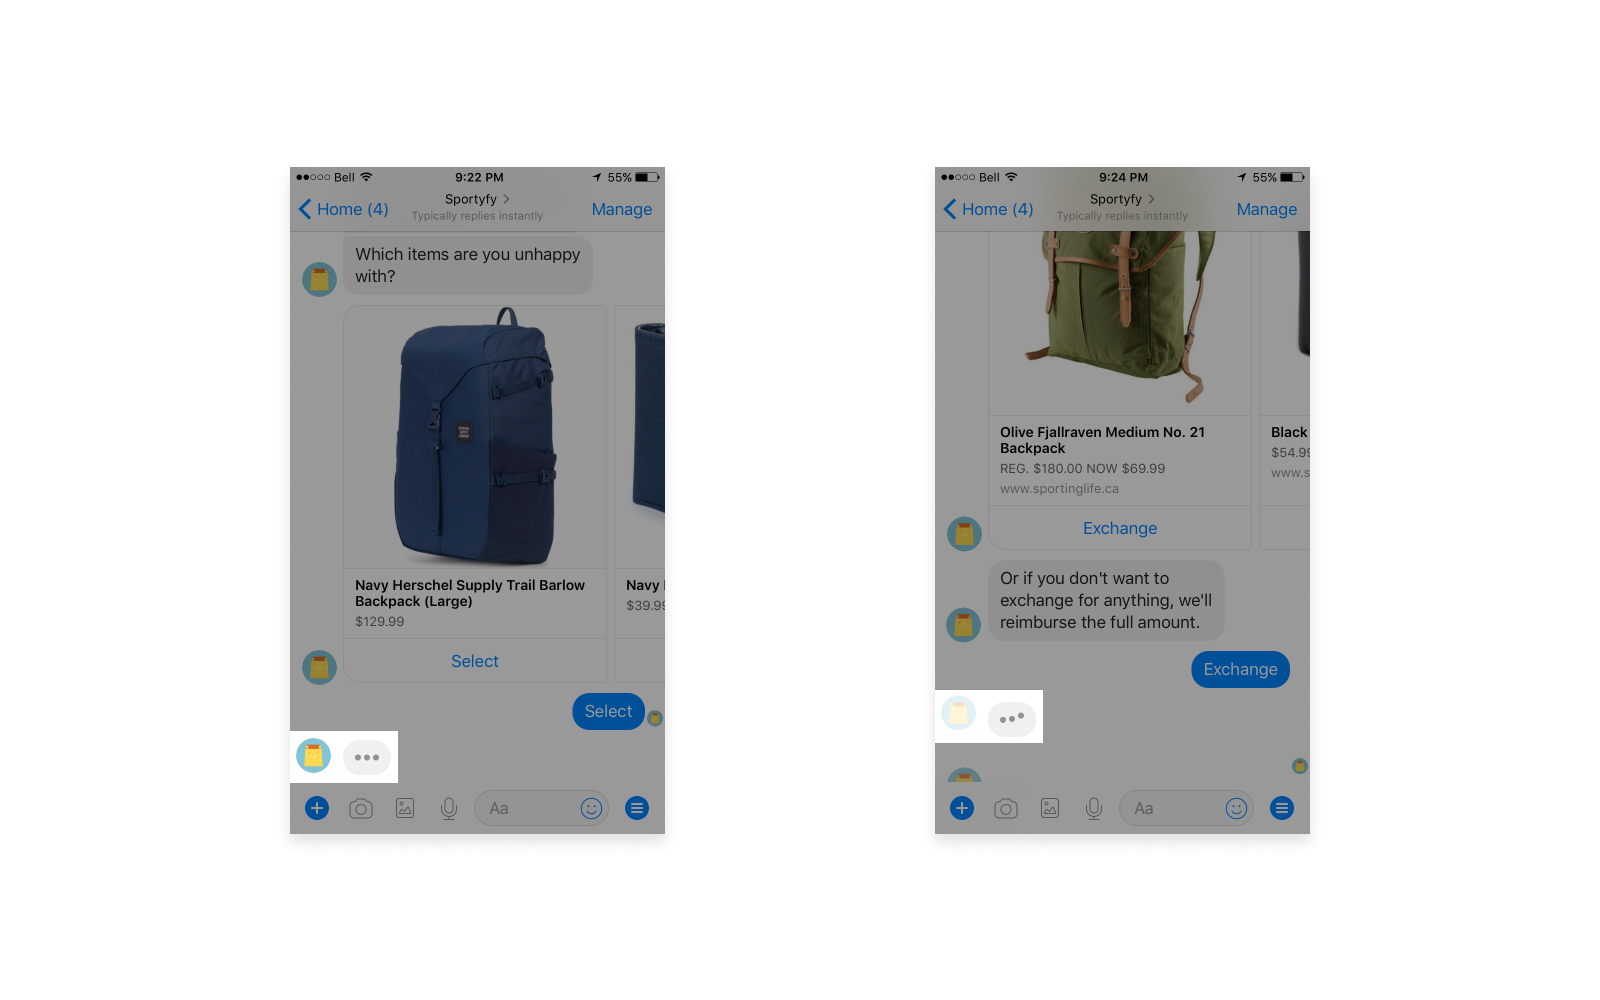 Bell
9:22 PM
55%
Home (4)
Sportyfy
Typically replies instantly
Manage
Which items are you unhappy
with?
Navy Herschel Supply Trail Barlow
Backpack (Large)
$129.99
Select
Navy
$39.99
Select
Aa
Bell
9:24 PM
55%
Home (4)
Sportyfy
Typically replies instantly
Manage
Olive Fjallraven Medium No. 21
Backpack
REG. $180.00 NOW $69.99
www.sportinglife.ca
Exchange
Black
$54.99
www.s
Or if you don't want to
exchange for anything, we'll
reimburse the full amount.
Exchange
Aa